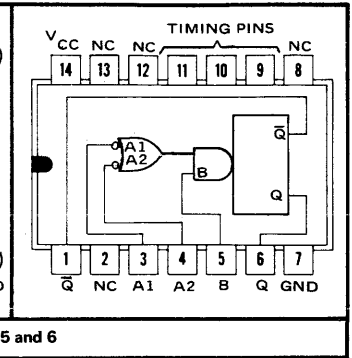 TIMING PINS
VCC NC NC NC
14 13 12 11 10 9 8
A1
A2
B
Q̅
Q
1 2 3 4 5 6 7
Q̅ NC A1 A2 B Q GND
5 and 6